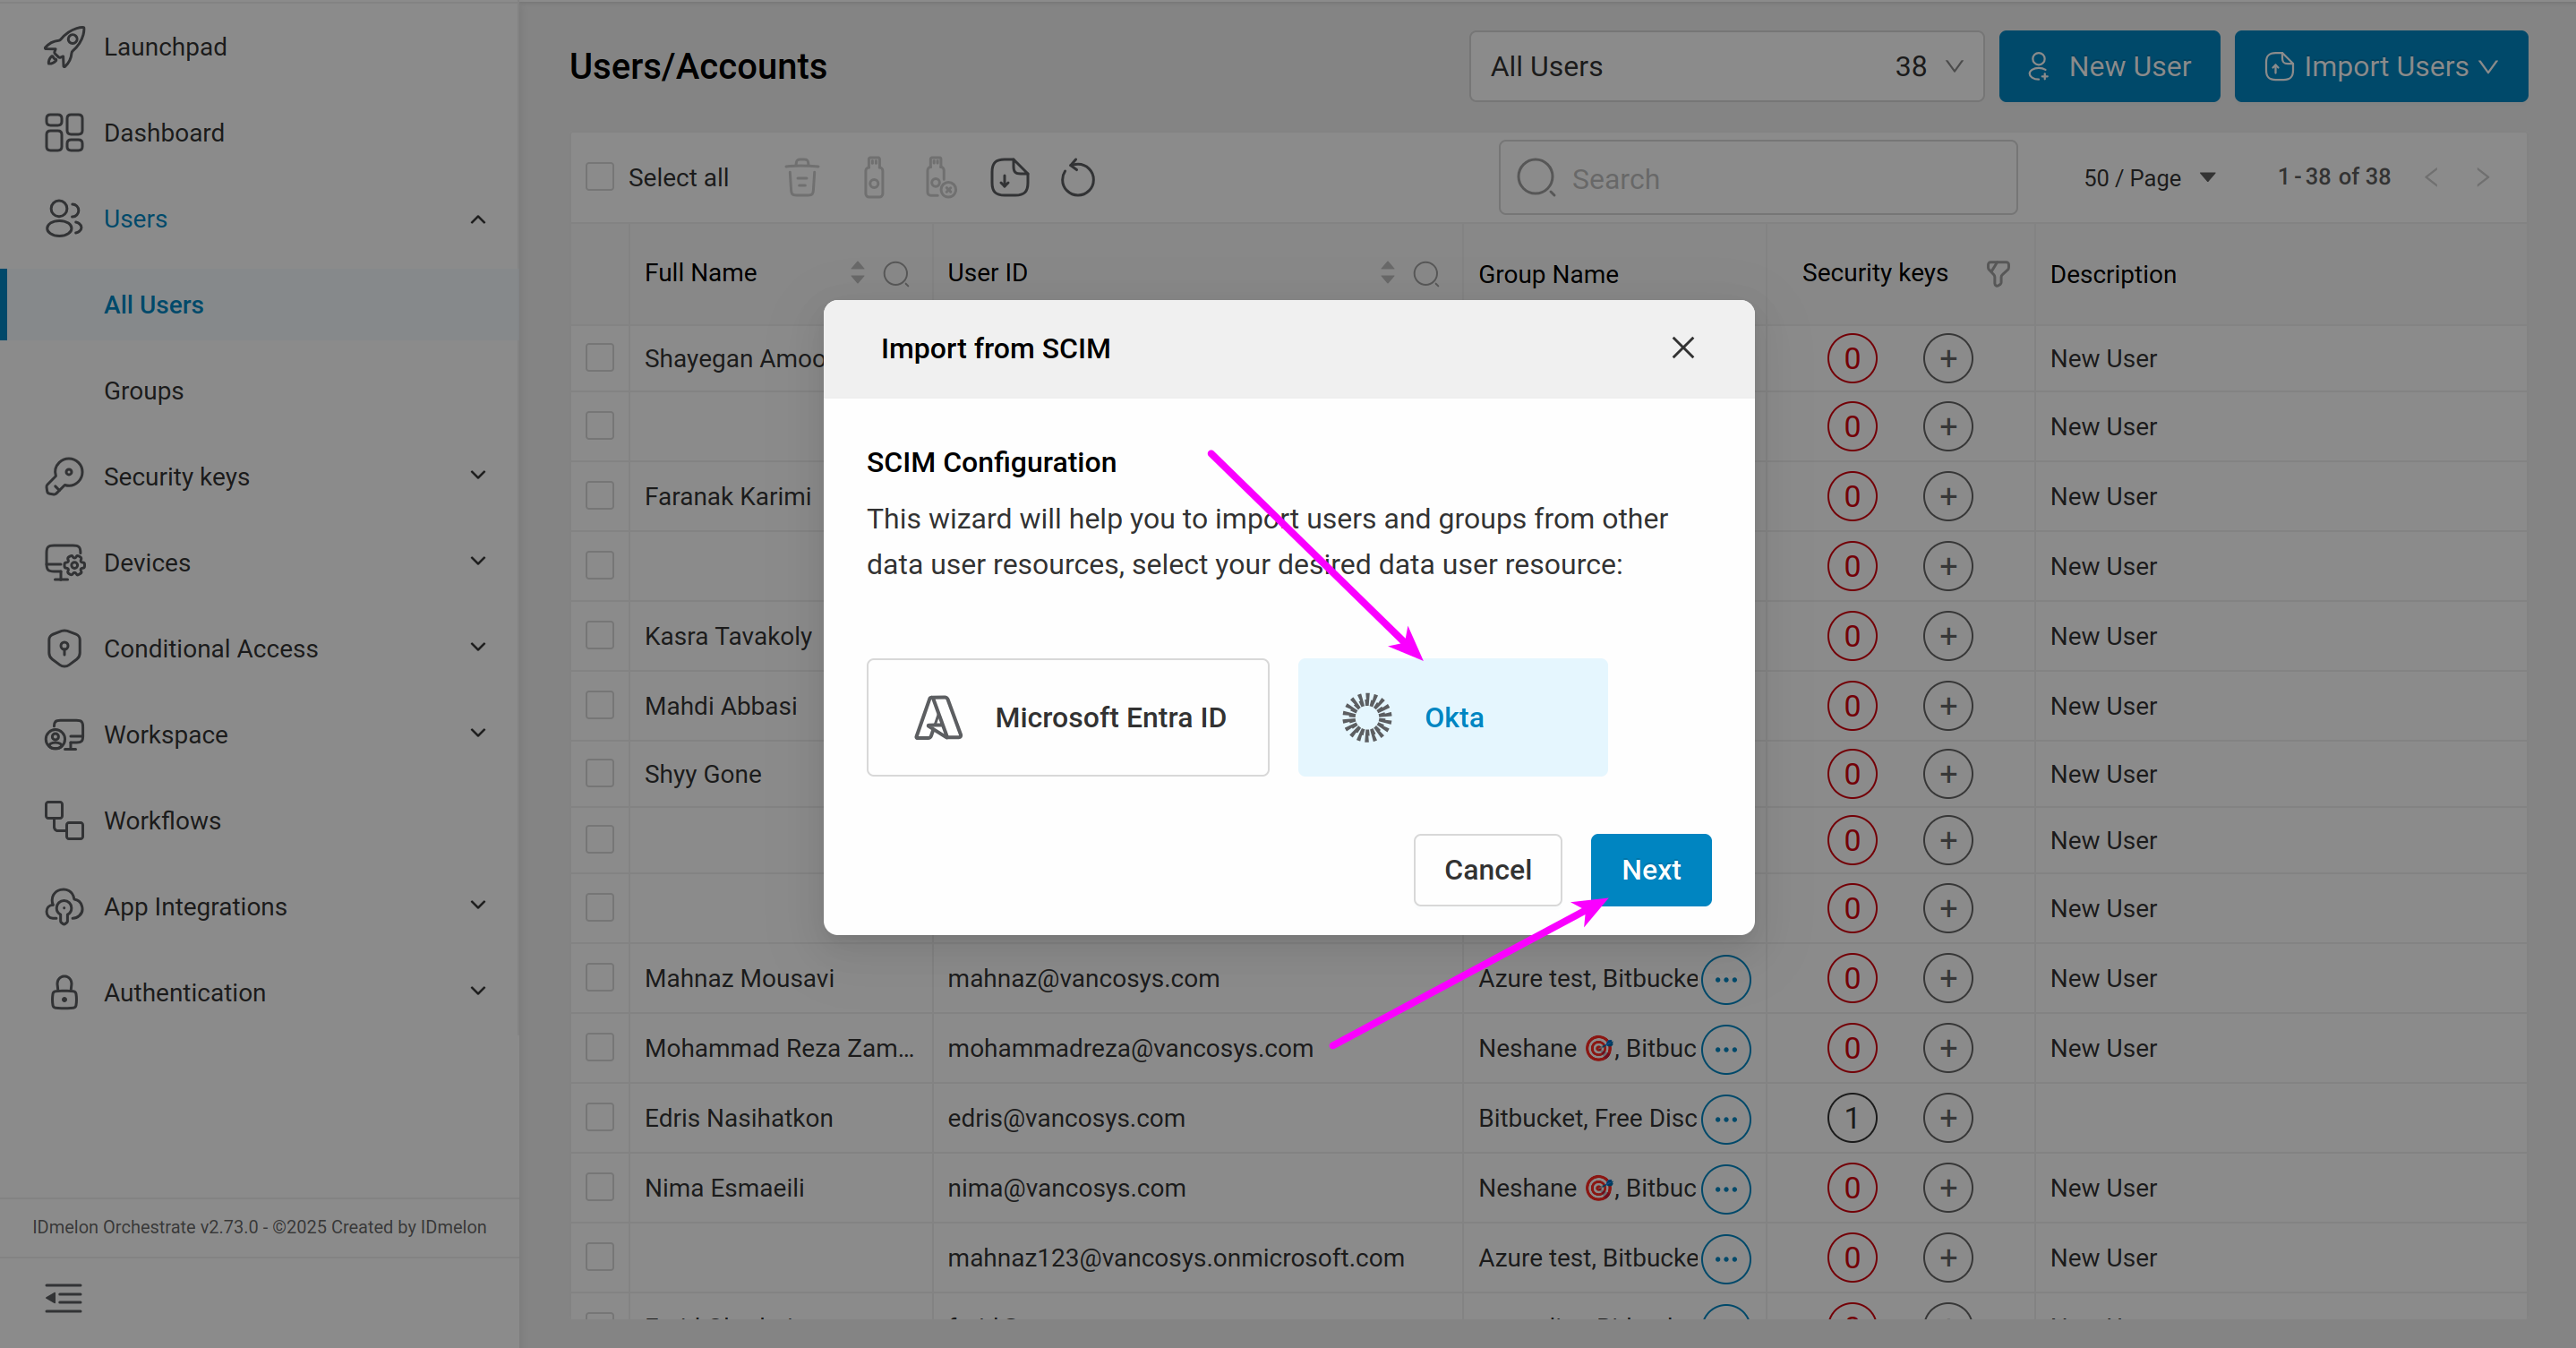 Launchpad
Dashboard
Users
All Users
Groups
Security keys
Devices
Conditional Access
Workspace
Workflows
App Integrations
Authentication
IDmelon Orchestrate v2.73.0 - ©2025 Created by IDmelon
Users/Accounts
All Users 38
New User
Import Users
Select all
Search
50 / Page
1 - 38 of 38
Full Name User ID Group Name Security keys Description
Shayegan Amoo 0 + New User
0 + New User
Faranak Karimi 0 + New User
0 + New User
Kasra Tavakoly 0 + New User
Mahdi Abbasi 0 + New User
Shyy Gone 0 + New User
0 + New User
0 + New User
Mahnaz Mousavi mahnaz@vancosys.com Azure test, Bitbucke ... 0 + New User
Mohammad Reza Zam... mohammadreza@vancosys.com Neshane 🎯, Bitbuc ... 0 + New User
Edris Nasihatkon edris@vancosys.com Bitbucket, Free Disc ... 1 +
Nima Esmaeili nima@vancosys.com Neshane 🎯, Bitbuc ... 0 + New User
mahnaz123@vancosys.onmicrosoft.com Azure test, Bitbucke ... 0 + New User
Import from SCIM
SCIM Configuration
This wizard will help you to import users and groups from other
data user resources, select your desired data user resource:
Microsoft Entra ID
Okta
Cancel
Next